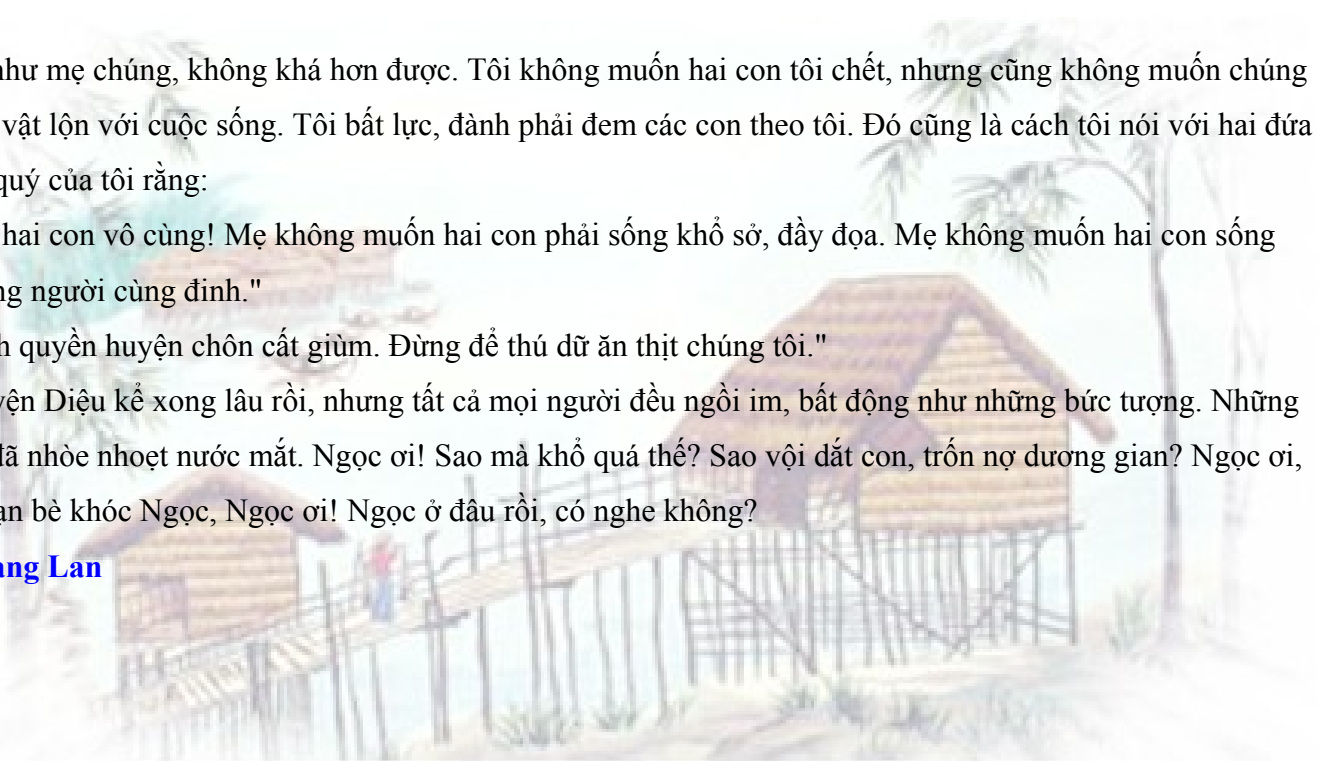 như mẹ chúng, không khá hơn được. Tôi không muốn hai con tôi chết, nhưng cũng không muốn chúng
vật lộn với cuộc sống. Tôi bất lực, đành phải đem các con theo tôi. Đó cũng là cách tôi nói với hai đứa
quý của tôi rằng:
hai con vô cùng! Mẹ không muốn hai con phải sống khổ sở, đầy đọa. Mẹ không muốn hai con sống
người cùng đinh."
quyền huyện chôn cất giùm. Đừng để thú dữ ăn thịt chúng tôi."
Diệu kể xong lâu rồi, nhưng tất cả mọi người đều ngồi im, bất động như những bức tượng. Những
đã nhòe nhoẹt nước mắt. Ngọc ơi! Sao mà khổ quá thế? Sao vội dắt con, trốn nợ dương gian? Ngọc ơi,
bè khóc Ngọc, Ngọc ơi! Ngọc ở đâu rồi, có nghe không?
Lan